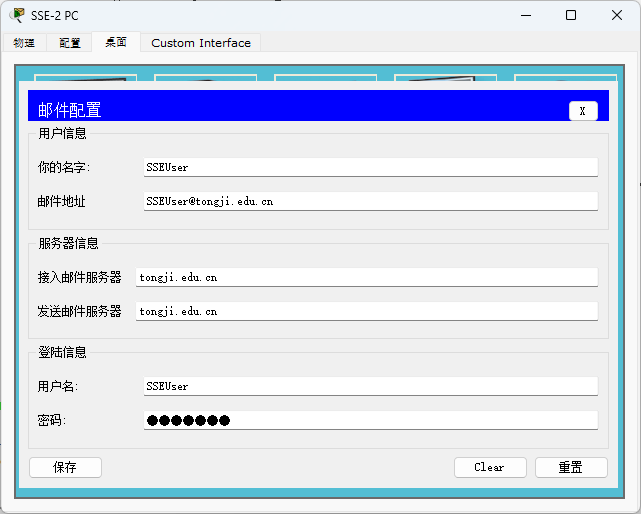 SSE-2 PC
物理 配置 桌面 Custom Interface
邮件配置 X
用户信息
你的名字: SSEUser
邮件地址 SSEUser@tongji.edu.cn
服务器信息
接入邮件服务器 tongji.edu.cn
发送邮件服务器 tongji.edu.cn
登陆信息
用户名: SSEUser
密码: ●●●●●●●
保存 Clear 重置